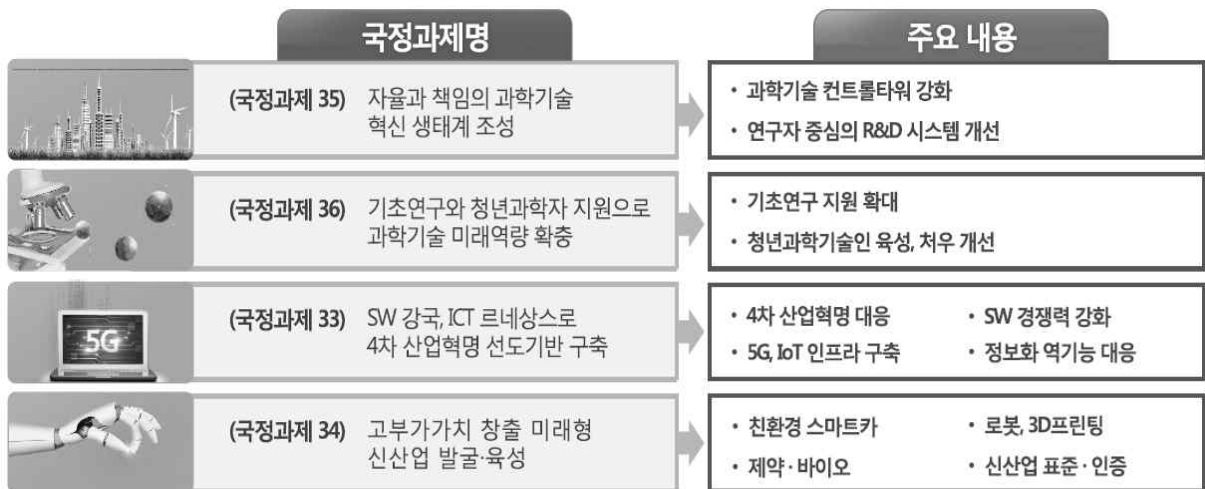 국정과제명
주요 내용
(국정과제 35) 자율과 책임의 과학기술
혁신 생태계 조성
• 과학기술 컨트롤타워 강화
• 연구자 중심의 R&D 시스템 개선
(국정과제 36) 기초연구와 청년과학자 지원으로
과학기술 미래역량 확충
• 기초연구 지원 확대
• 청년과학기술인 육성, 처우 개선
5G
(국정과제 33) SW 강국, ICT 르네상스로
4차 산업혁명 선도기반 구축
• 4차 산업혁명 대응 • SW 경쟁력 강화
• 5G, IoT 인프라 구축 • 정보화 역기능 대응
(국정과제 34) 고부가가치 창출 미래형
신산업 발굴·육성
• 친환경 스마트카 • 로봇, 3D프린팅
• 제약·바이오 • 신산업 표준·인증